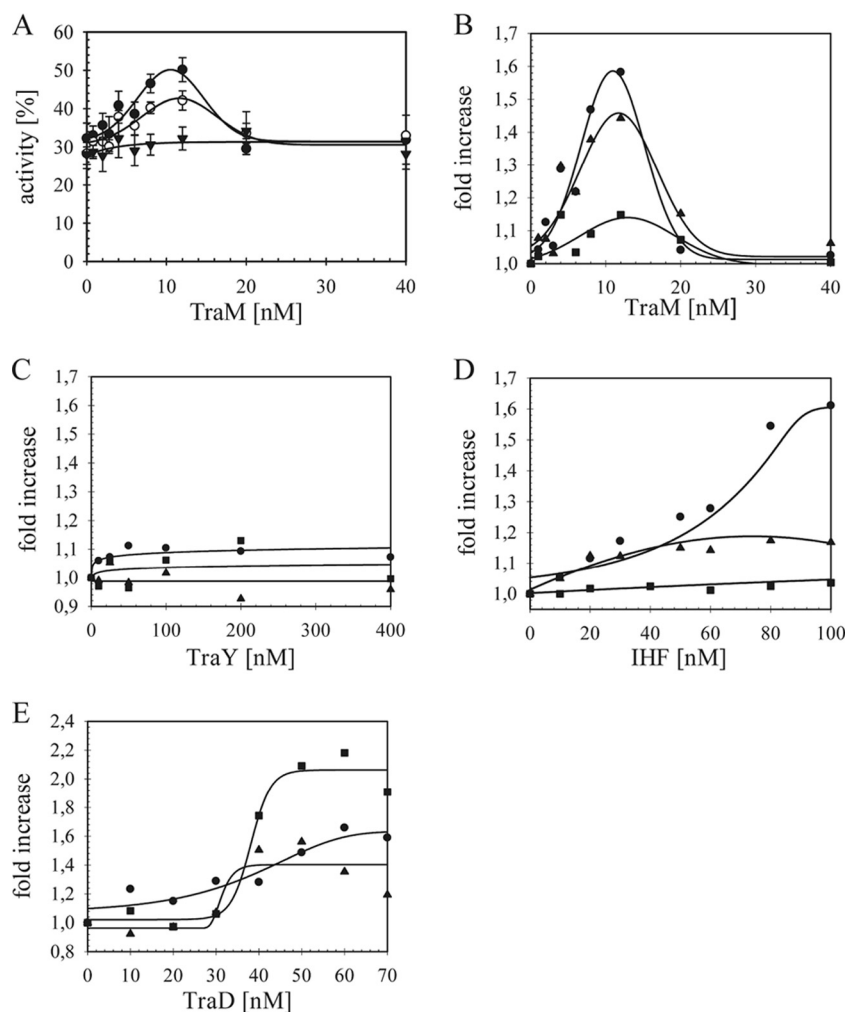 A
60
50
40
30
20
10
0
activity [%]
0 10 20 30 40
TraM [nM]
B
1,7
1,6
1,5
1,4
1,3
1,2
1,1
1,0
fold increase
0 10 20 30 40
TraM [nM]
C
1,7
1,6
1,5
1,4
1,3
1,2
1,1
1,0
0,9
fold increase
0 100 200 300 400
TraY [nM]
D
1,7
1,6
1,5
1,4
1,3
1,2
1,1
1,0
fold increase
0 20 40 60 80 100
IHF [nM]
E
2,4
2,2
2,0
1,8
1,6
1,4
1,2
1,0
0,8
fold increase
0 10 20 30 40 50 60 70
TraD [nM]